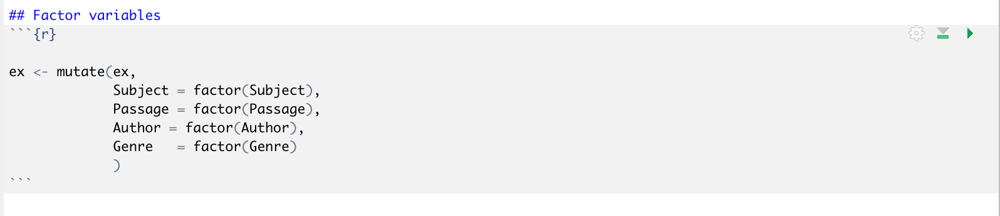 ## Factor variables
```{r}
ex <- mutate(ex,
             Subject = factor(Subject),
             Passage = factor(Passage),
             Author = factor(Author),
             Genre   = factor(Genre)
             )
```